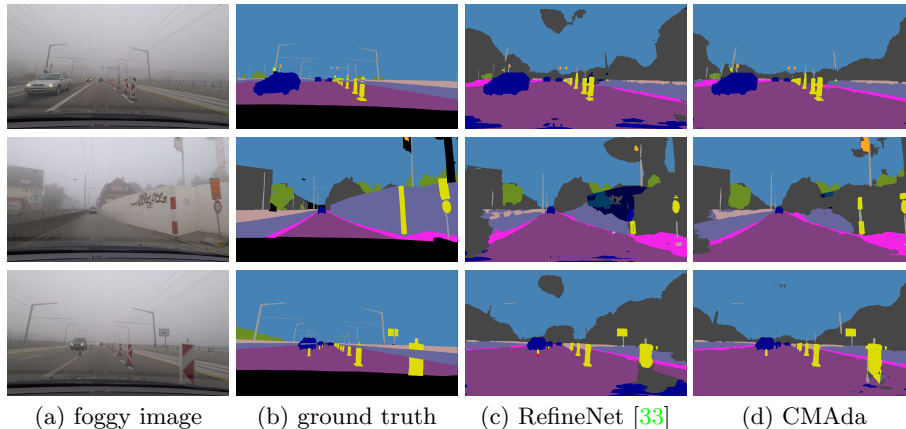 (a) foggy image
(b) ground truth
(c) RefineNet [33]
(d) CMAda